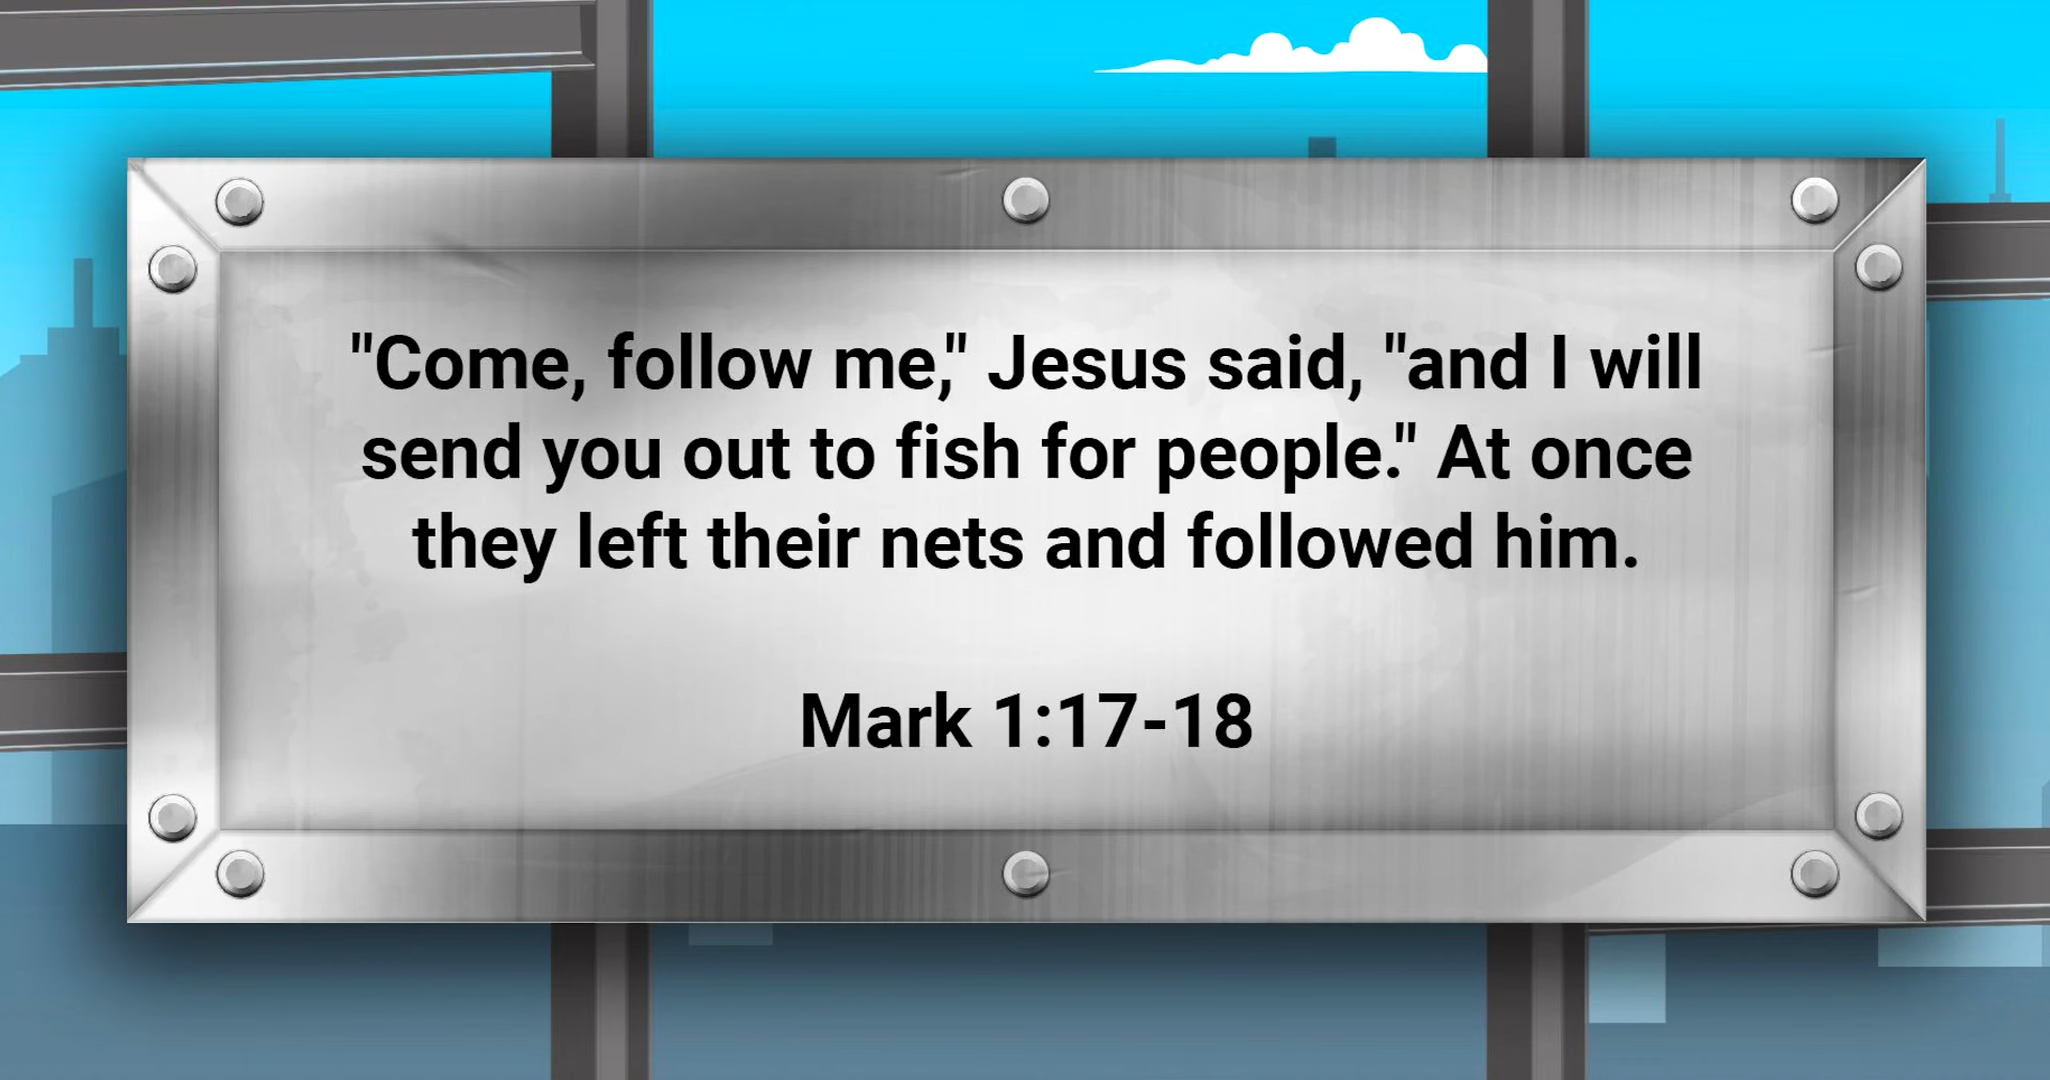 "Come, follow me," Jesus said, "and I will
send you out to fish for people." At once
they left their nets and followed him.
Mark 1:17-18